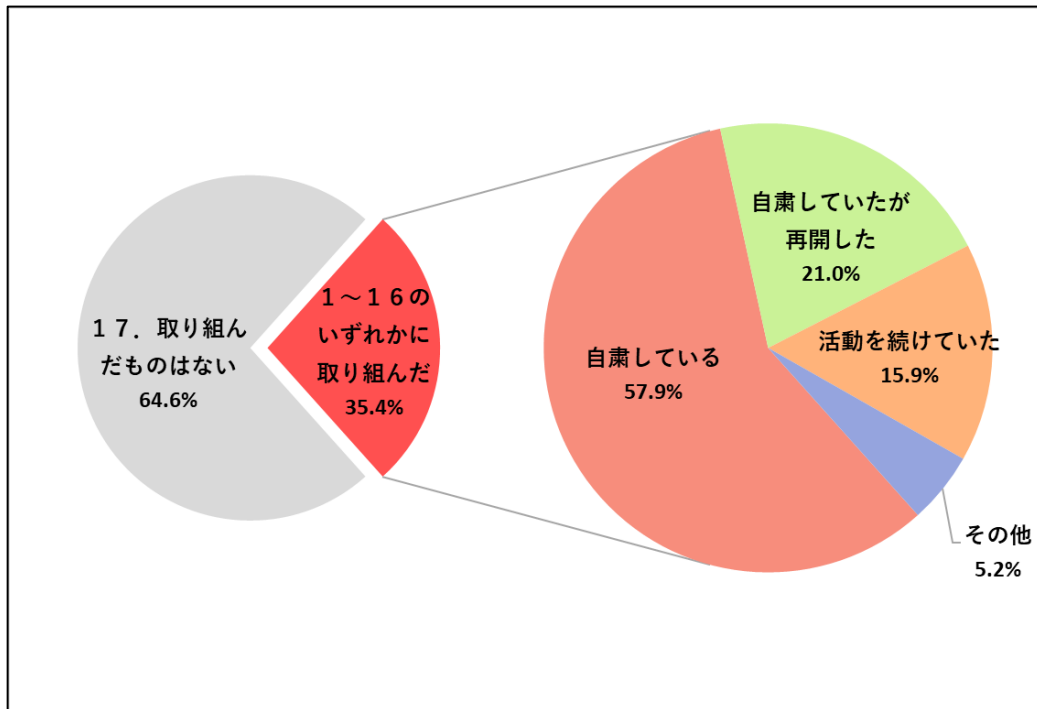 １７．取り組ん
だものはない
64.6%
１～１６の
いずれかに
取り組んだ
35.4%
自粛している
57.9%
自粛していたが
再開した
21.0%
活動を続けていた
15.9%
その他
5.2%